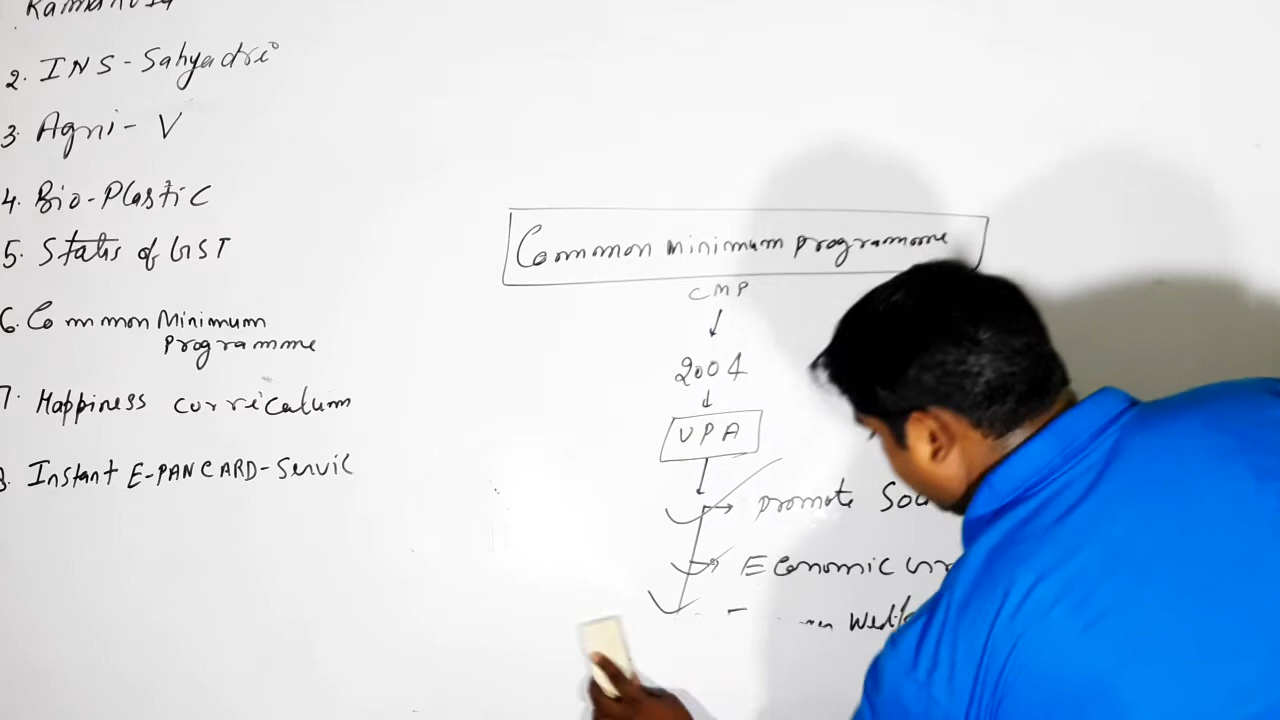 2. INS - Sahyadri
3. Agni - V
4. Bio-Plastic
5. Status of GST
6. Common Minimum
Programme
7. Happiness curriculum
8. Instant E-PANCARD-Servic
Common minimum programme
CMP
2004
UPA
promote
Economic